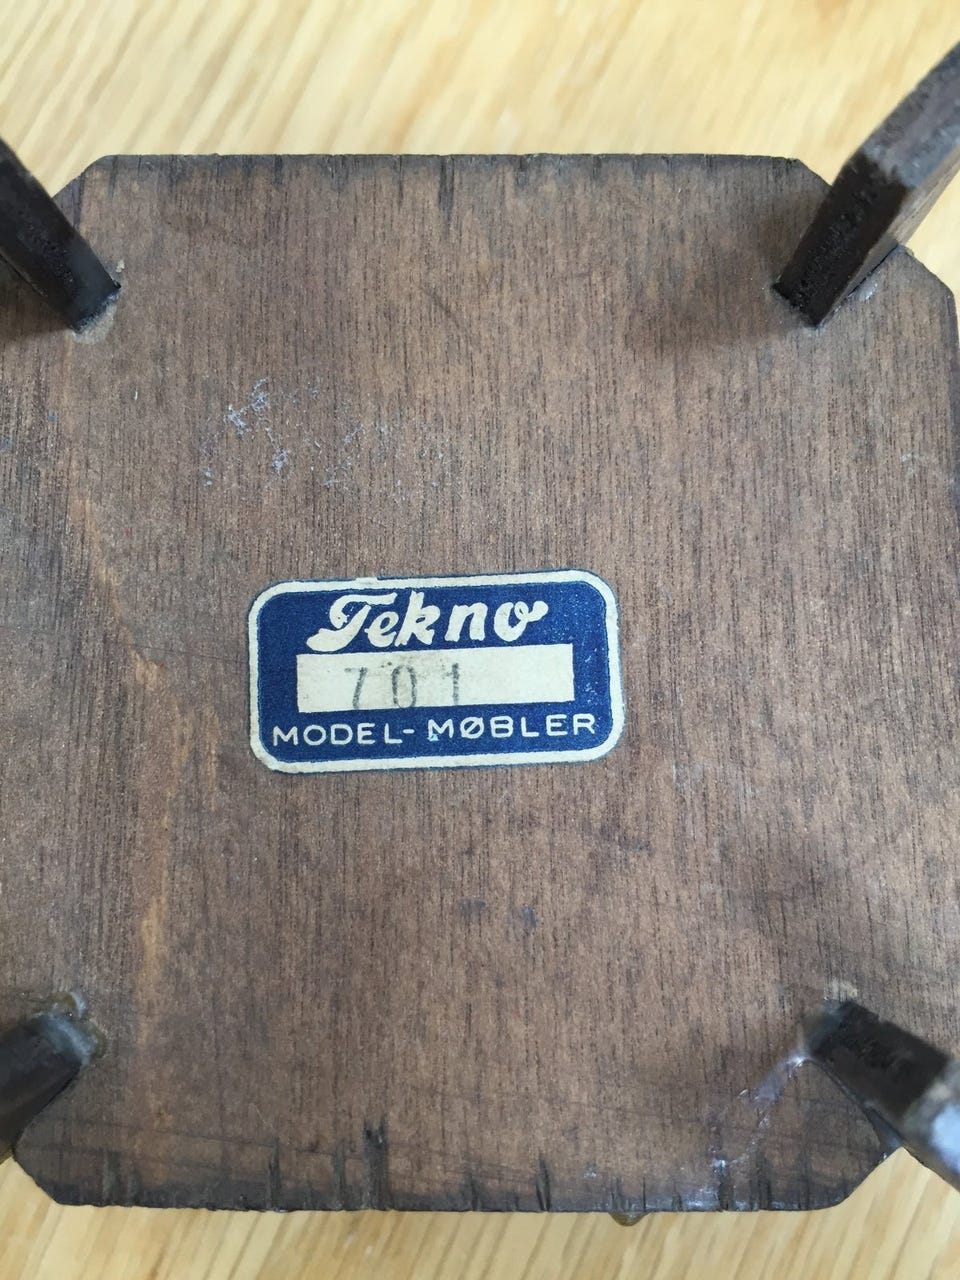 Tekno
701
MODEL-MØBLER